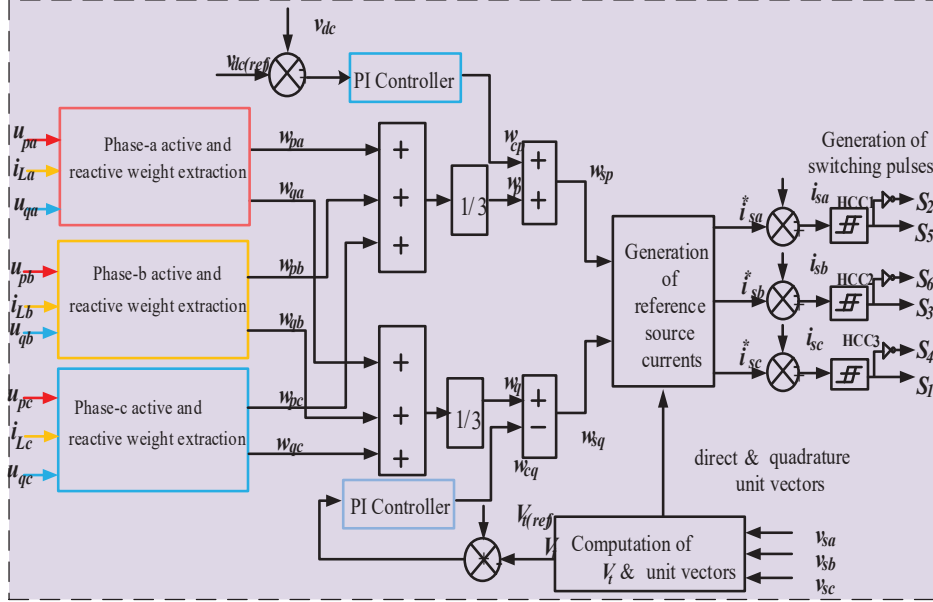 v_dc
v_dc(ref)
PI Controller
u_pa
i_La
u_qa
Phase-a active and
reactive weight extraction
w_pa
w_qa
+
+
+
1/3
w_cp
w_p
+
+
w_sp
u_pb
i_Lb
u_qb
Phase-b active and
reactive weight extraction
w_pb
w_qb
u_pc
i_Lc
u_qc
Phase-c active and
reactive weight extraction
w_pc
w_qc
+
+
+
1/3
w_q
w_cq
+
−
w_sq
PI Controller
V_t(ref)
V_t
Computation of
V_t & unit vectors
v_sa
v_sb
v_sc
direct & quadrature
unit vectors
Generation
of
reference
source
currents
i*_sa
i*_sb
i*_sc
Generation of
switching pulses
i_sa
HCC1
S_2
S_5
i_sb
HCC2
S_6
S_3
i_sc
HCC3
S_4
S_1